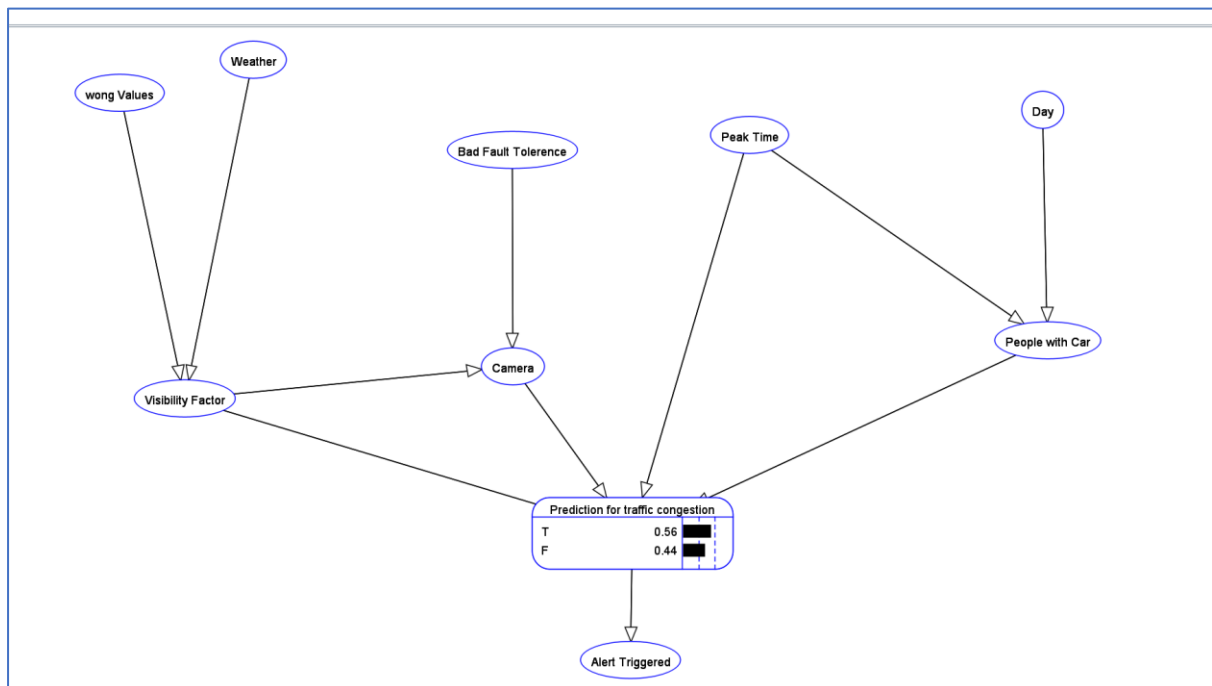 Weather
wong Values
Day
Peak Time
Bad Fault Tolerence
People with Car
Camera
Visibility Factor
Prediction for traffic congestion
T 0.56
F 0.44
Alert Triggered